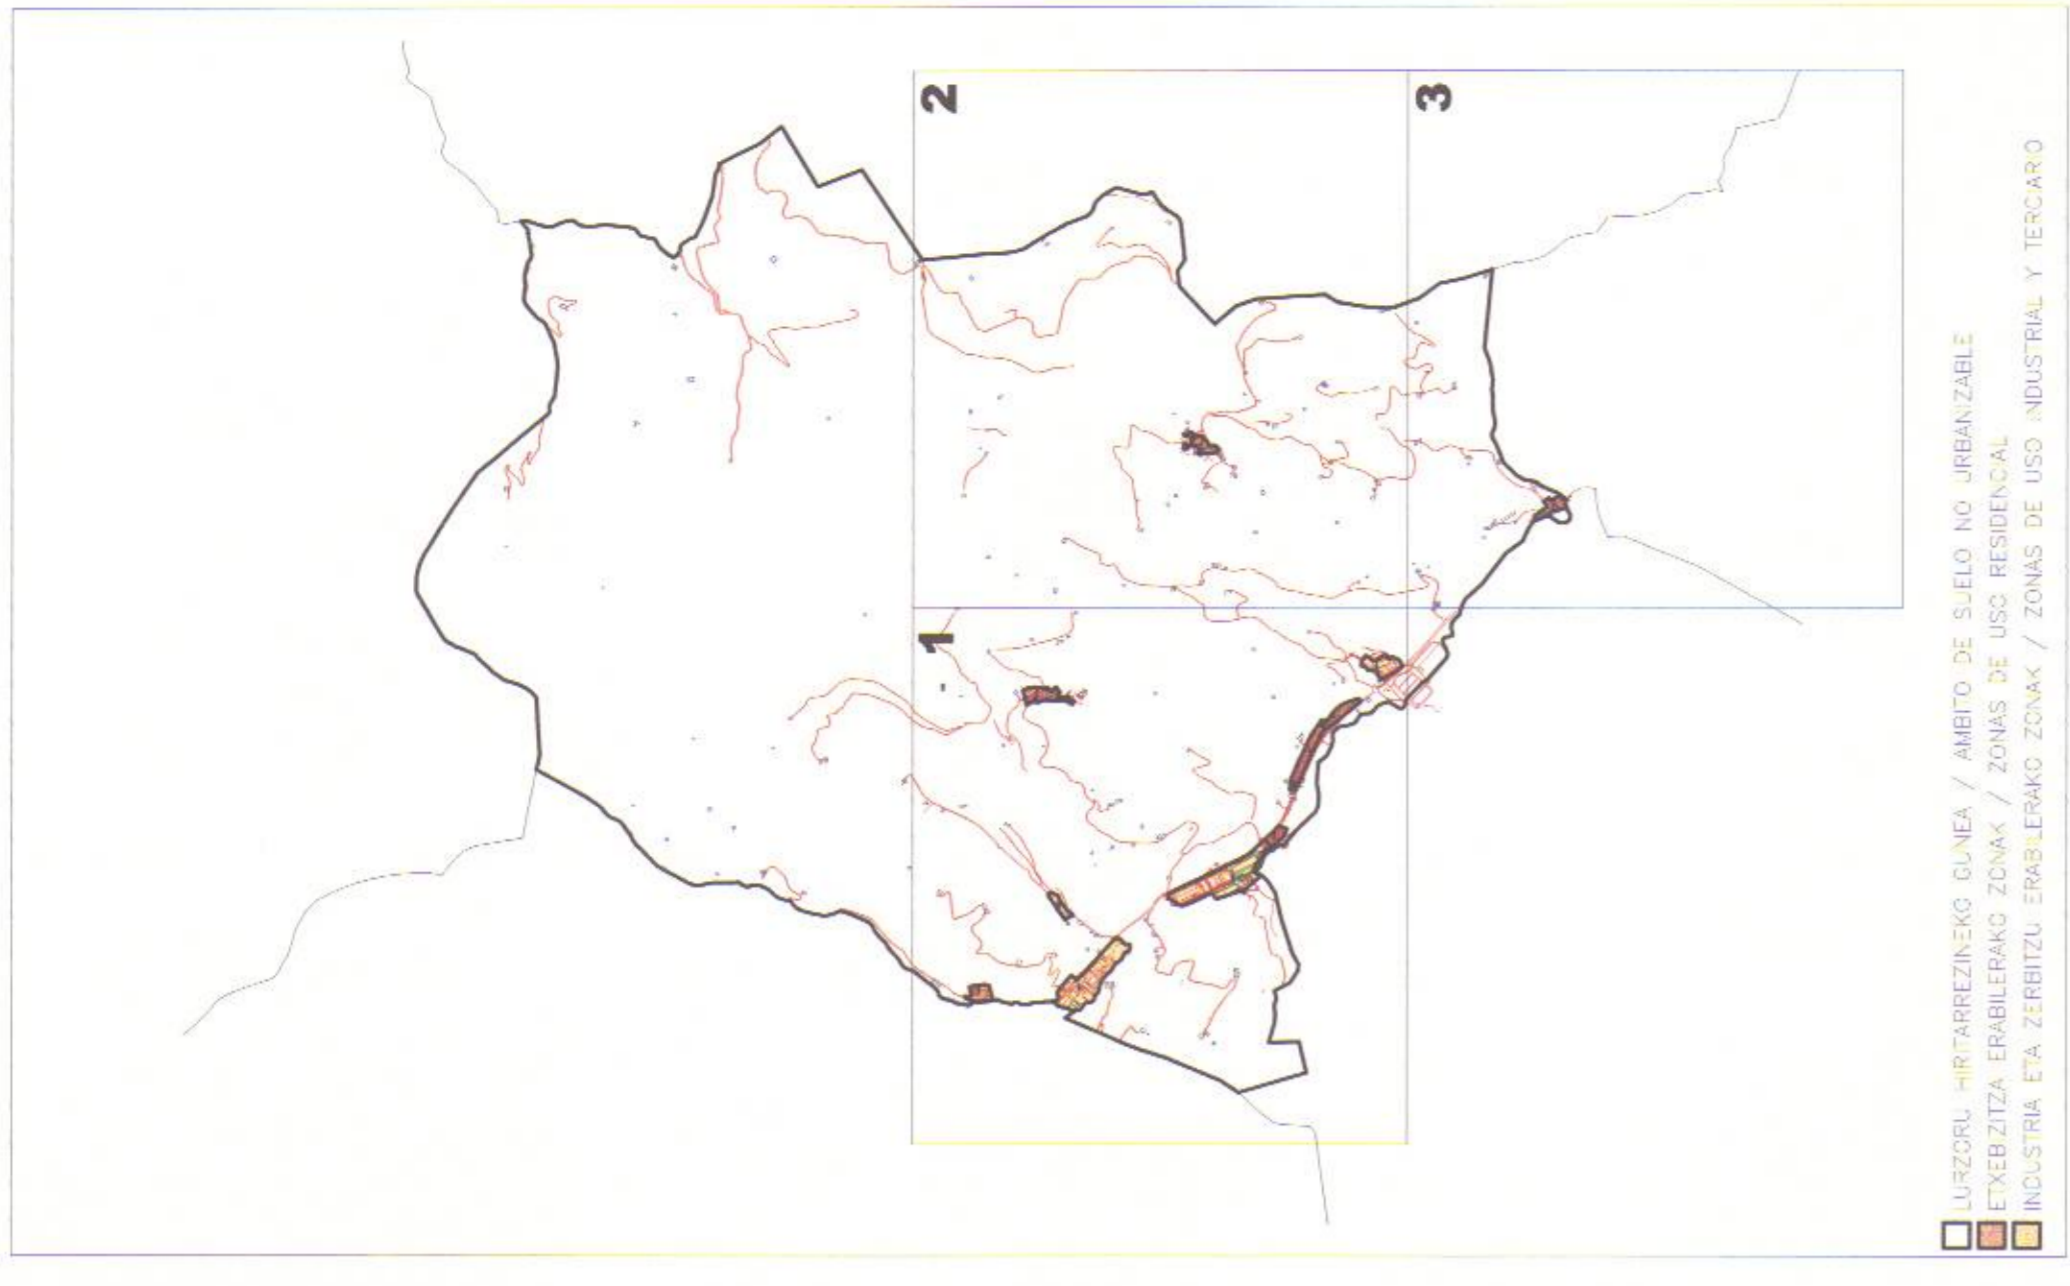 2
3
1
LURZORU HIRITARREZINEKO GUNEA / AMBITO DE SUELO NO URBANIZABLE
ETXEBIZITZA ERABILERAKO ZONAK / ZONAS DE USO RESIDENCIAL
INDUSTRIA ETA ZERBITZU ERABILERAKO ZONAK / ZONAS DE USO INDUSTRIAL Y TERCIARIO